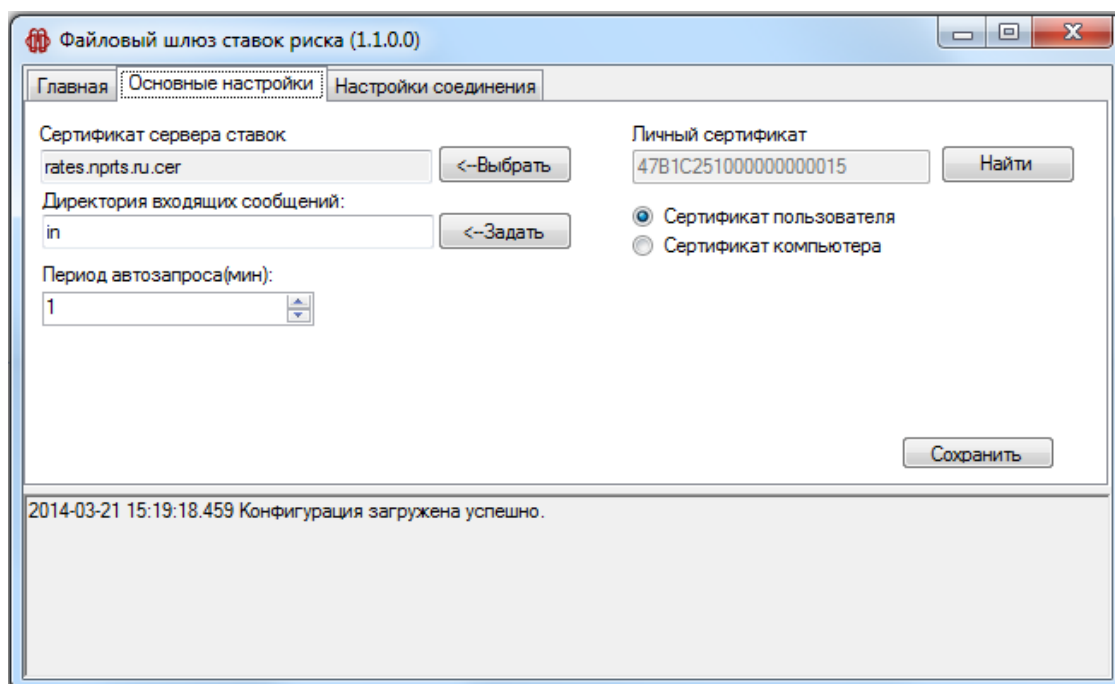 Файловый шлюз ставок риска (1.1.0.0)
Главная Основные настройки Настройки соединения
Сертификат сервера ставок
rates.nprts.ru.cer
<--Выбрать
Директория входящих сообщений:
in
<--Задать
Период автозапроса(мин):
1
Личный сертификат
47B1C251000000000015
Найти
Сертификат пользователя
Сертификат компьютера
Сохранить
2014-03-21 15:19:18.459 Конфигурация загружена успешно.